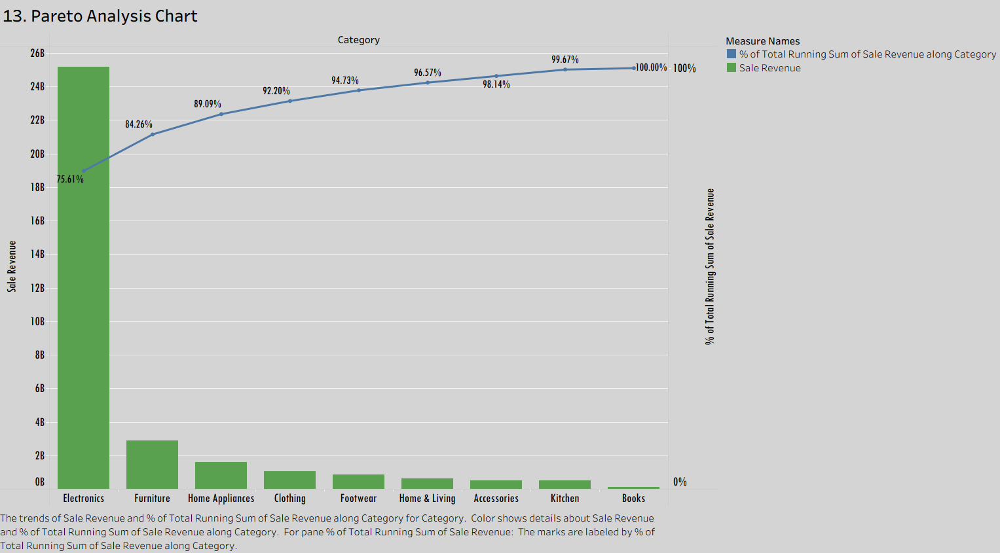 13. Pareto Analysis Chart
Category
Measure Names
% of Total Running Sum of Sale Revenue along Category
Sale Revenue
26B
24B
22B
20B
18B
16B
14B
12B
10B
8B
6B
4B
2B
0B
Sale Revenue
75.61%
84.26%
89.09%
92.20%
94.73%
96.57%
98.14%
99.67%
100.00%
100%
0%
% of Total Running Sum of Sale Revenue
Electronics
Furniture
Home Appliances
Clothing
Footwear
Home & Living
Accessories
Kitchen
Books
The trends of Sale Revenue and % of Total Running Sum of Sale Revenue along Category for Category.  Color shows details about Sale Revenue
and % of Total Running Sum of Sale Revenue along Category.  For pane % of Total Running Sum of Sale Revenue:  The marks are labeled by % of
Total Running Sum of Sale Revenue along Category.